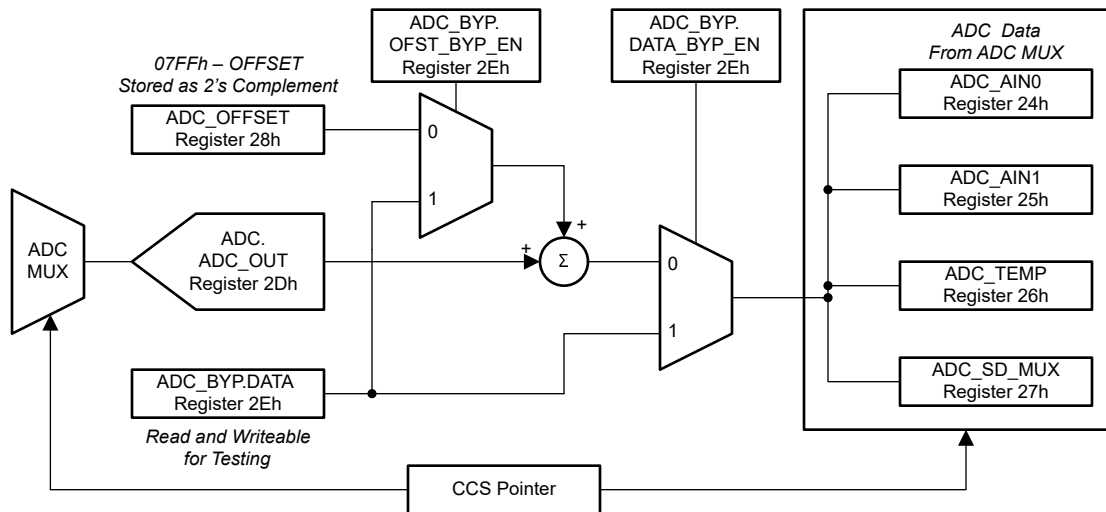 ADC_BYP.
OFST_BYP_EN
Register 2Eh
ADC_BYP.
DATA_BYP_EN
Register 2Eh
ADC Data
From ADC MUX
07FFh – OFFSET
Stored as 2's Complement
ADC_OFFSET
Register 28h
0
1
ADC_AIN0
Register 24h
ADC_AIN1
Register 25h
ADC
MUX
ADC.
ADC_OUT
Register 2Dh
+
+
Σ
0
1
ADC_TEMP
Register 26h
ADC_SD_MUX
Register 27h
ADC_BYP.DATA
Register 2Eh
Read and Writeable
for Testing
CCS Pointer